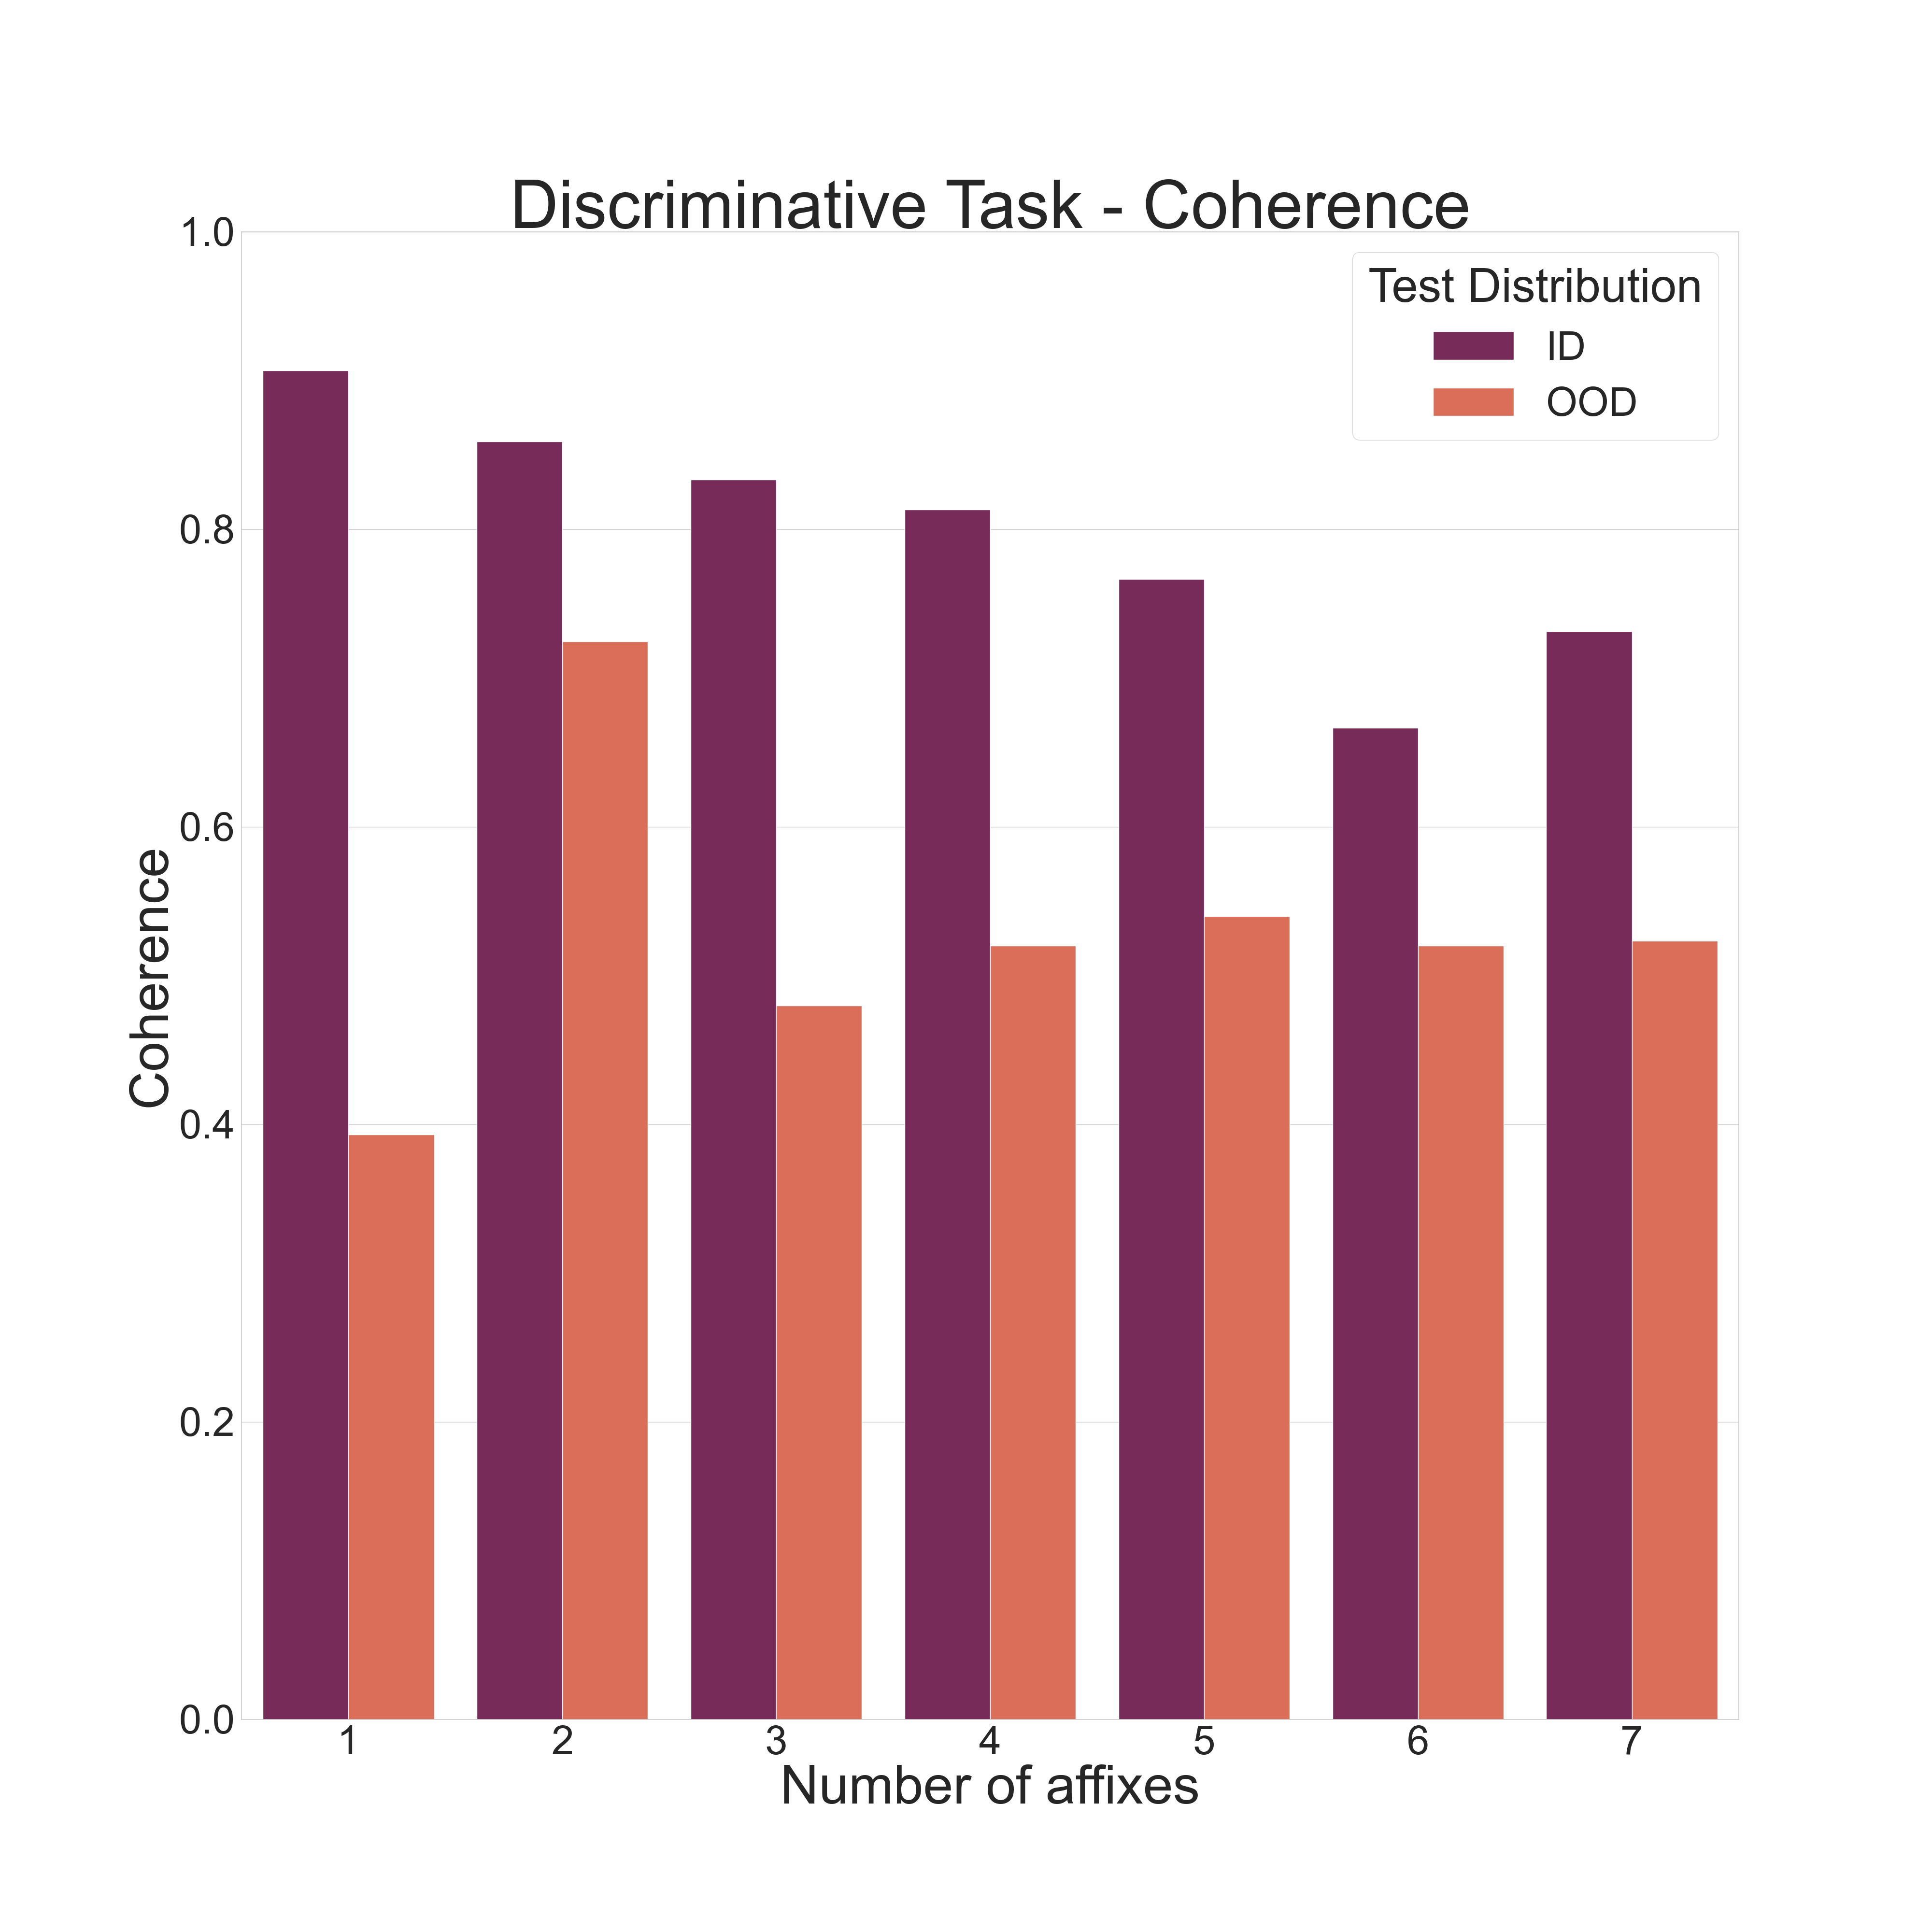 Discriminative Task - Coherence
Test Distribution
ID
OOD
Coherence
1.0
0.8
0.6
0.4
0.2
0.0
1 2 3 4 5 6 7
Number of affixes